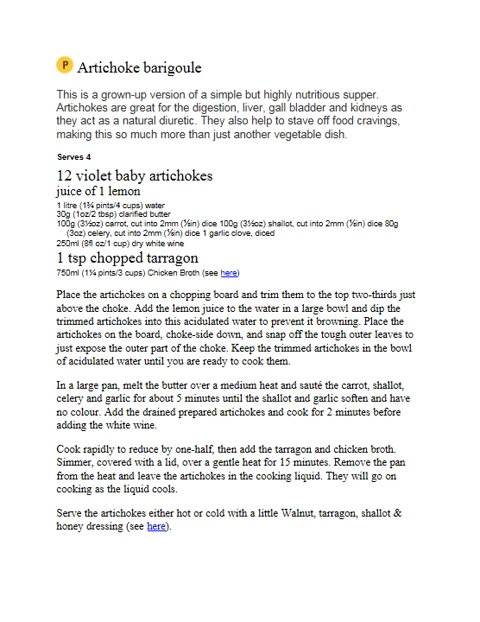 P Artichoke barigoule
This is a grown-up version of a simple but highly nutritious supper.
Artichokes are great for the digestion, liver, gall bladder and kidneys as
they act as a natural diuretic. They also help to stave off food cravings,
making this so much more than just another vegetable dish.
Serves 4
12 violet baby artichokes
juice of 1 lemon
1 litre (1¾ pints/4 cups) water
30g (1oz/2 tbsp) clarified butter
100g (3½oz) carrot, cut into 2mm (⅛in) dice 100g (3½oz) shallot, cut into 2mm (⅛in) dice 80g
(3oz) celery, cut into 2mm (⅛in) dice 1 garlic clove, diced
250ml (8fl oz/1 cup) dry white wine
1 tsp chopped tarragon
750ml (1¼ pints/3 cups) Chicken Broth (see here)
Place the artichokes on a chopping board and trim them to the top two-thirds just
above the choke. Add the lemon juice to the water in a large bowl and dip the
trimmed artichokes into this acidulated water to prevent it browning. Place the
artichokes on the board, choke-side down, and snap off the tough outer leaves to
just expose the outer part of the choke. Keep the trimmed artichokes in the bowl
of acidulated water until you are ready to cook them.
In a large pan, melt the butter over a medium heat and sauté the carrot, shallot,
celery and garlic for about 5 minutes until the shallot and garlic soften and have
no colour. Add the drained prepared artichokes and cook for 2 minutes before
adding the white wine.
Cook rapidly to reduce by one-half, then add the tarragon and chicken broth.
Simmer, covered with a lid, over a gentle heat for 15 minutes. Remove the pan
from the heat and leave the artichokes in the cooking liquid. They will go on
cooking as the liquid cools.
Serve the artichokes either hot or cold with a little Walnut, tarragon, shallot &
honey dressing (see here).